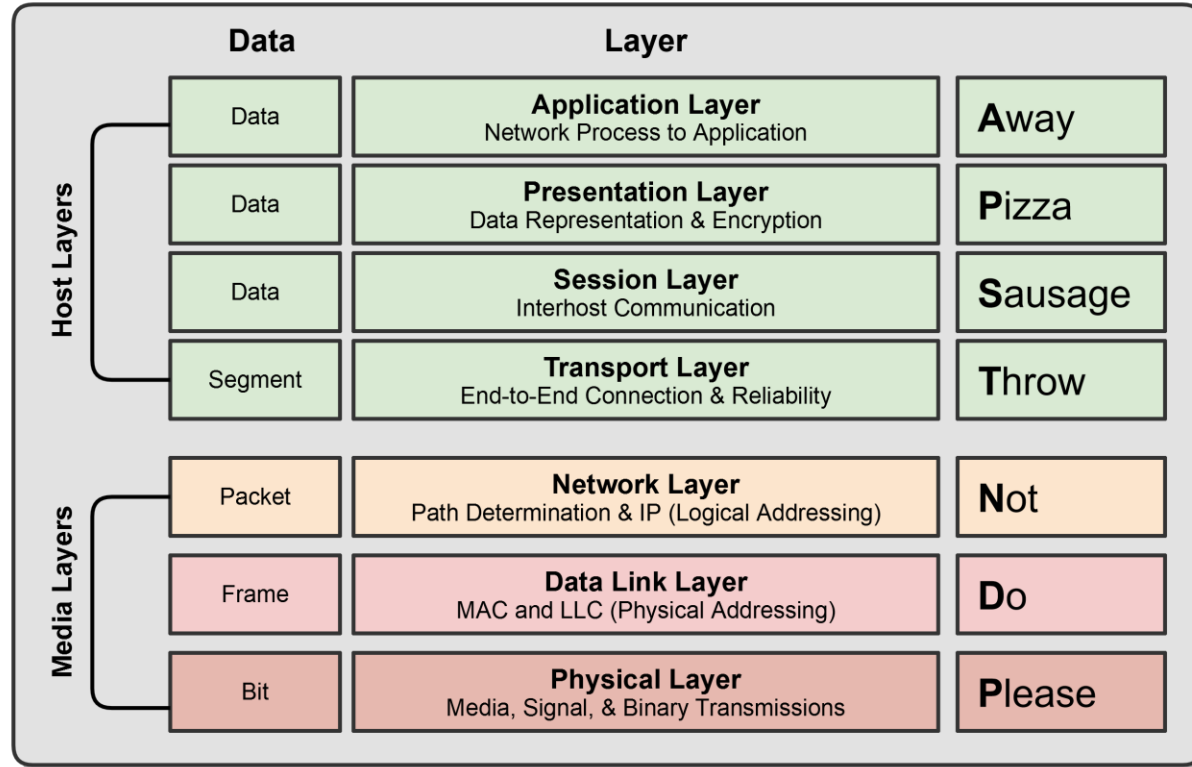 Data Layer
Host Layers
Data
Application Layer
Network Process to Application
Away
Data
Presentation Layer
Data Representation & Encryption
Pizza
Data
Session Layer
Interhost Communication
Sausage
Segment
Transport Layer
End-to-End Connection & Reliability
Throw
Media Layers
Packet
Network Layer
Path Determination & IP (Logical Addressing)
Not
Frame
Data Link Layer
MAC and LLC (Physical Addressing)
Do
Bit
Physical Layer
Media, Signal, & Binary Transmissions
Please